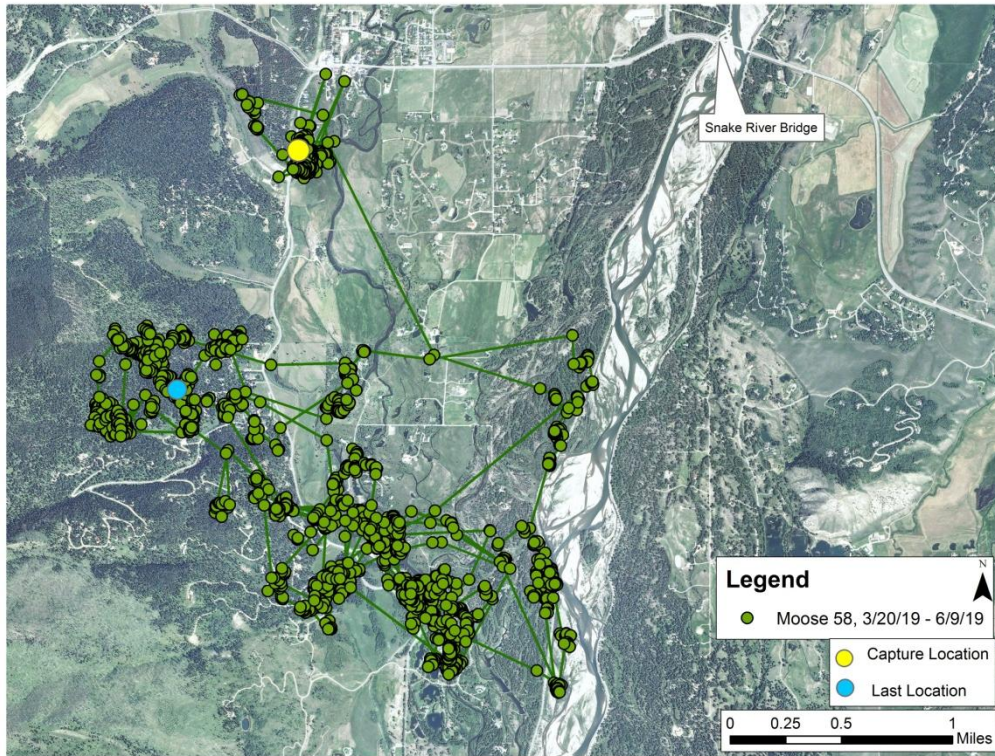 Snake River Bridge
Legend
N
Moose 58, 3/20/19 - 6/9/19
Capture Location
Last Location
0 0.25 0.5 1
Miles